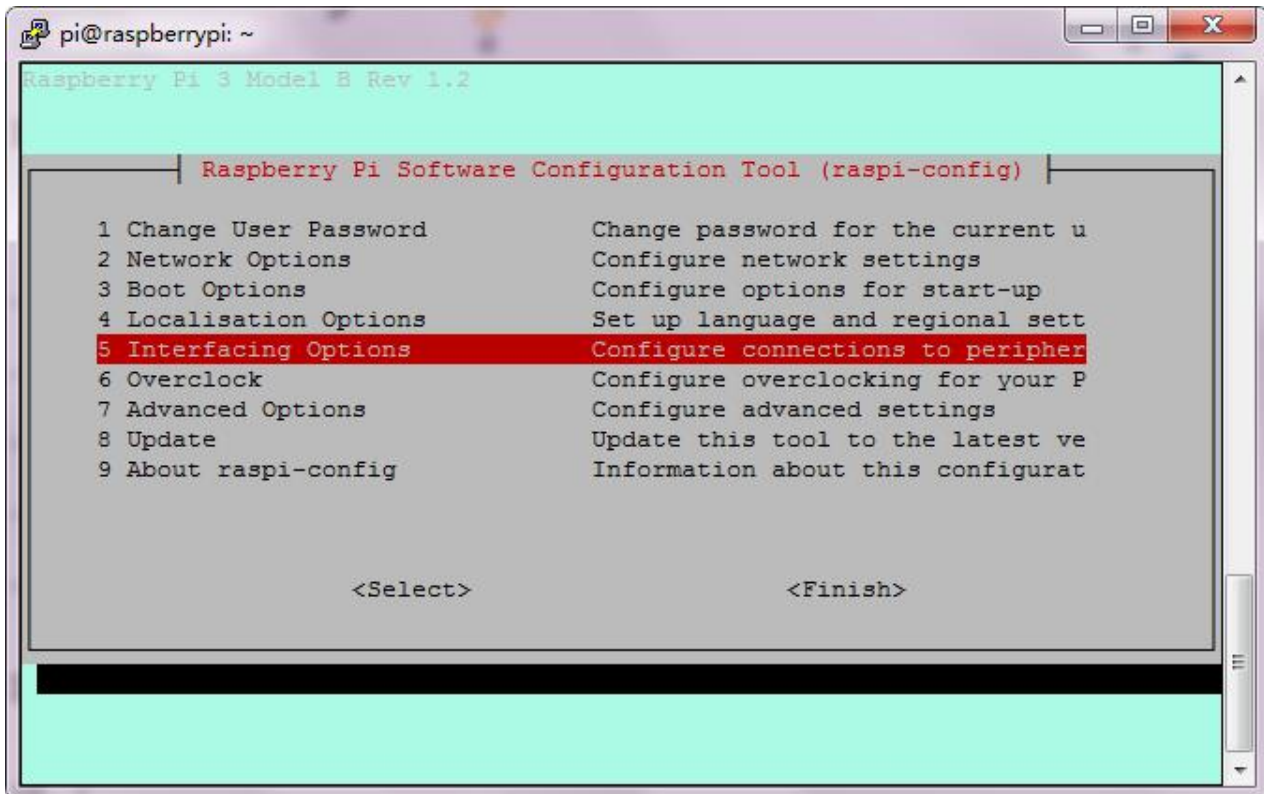 pi@raspberrypi: ~
Raspberry Pi 3 Model B Rev 1.2
Raspberry Pi Software Configuration Tool (raspi-config)
1 Change User Password Change password for the current u
2 Network Options Configure network settings
3 Boot Options Configure options for start-up
4 Localisation Options Set up language and regional sett
5 Interfacing Options Configure connections to peripher
6 Overclock Configure overclocking for your P
7 Advanced Options Configure advanced settings
8 Update Update this tool to the latest ve
9 About raspi-config Information about this configurat
<Select> <Finish>